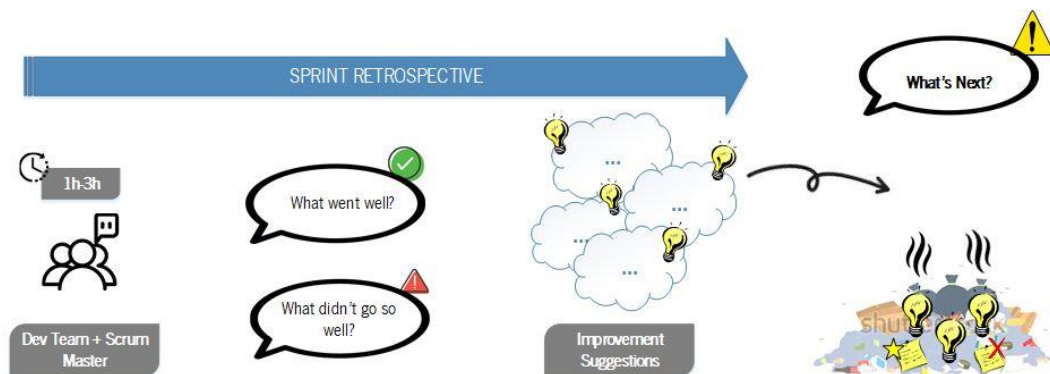 SPRINT RETROSPECTIVE
What's Next?
1h-3h
What went well?
...
...
...
...
What didn't go so
well?
Dev Team + Scrum
Master
Improvement
Suggestions
shut
k